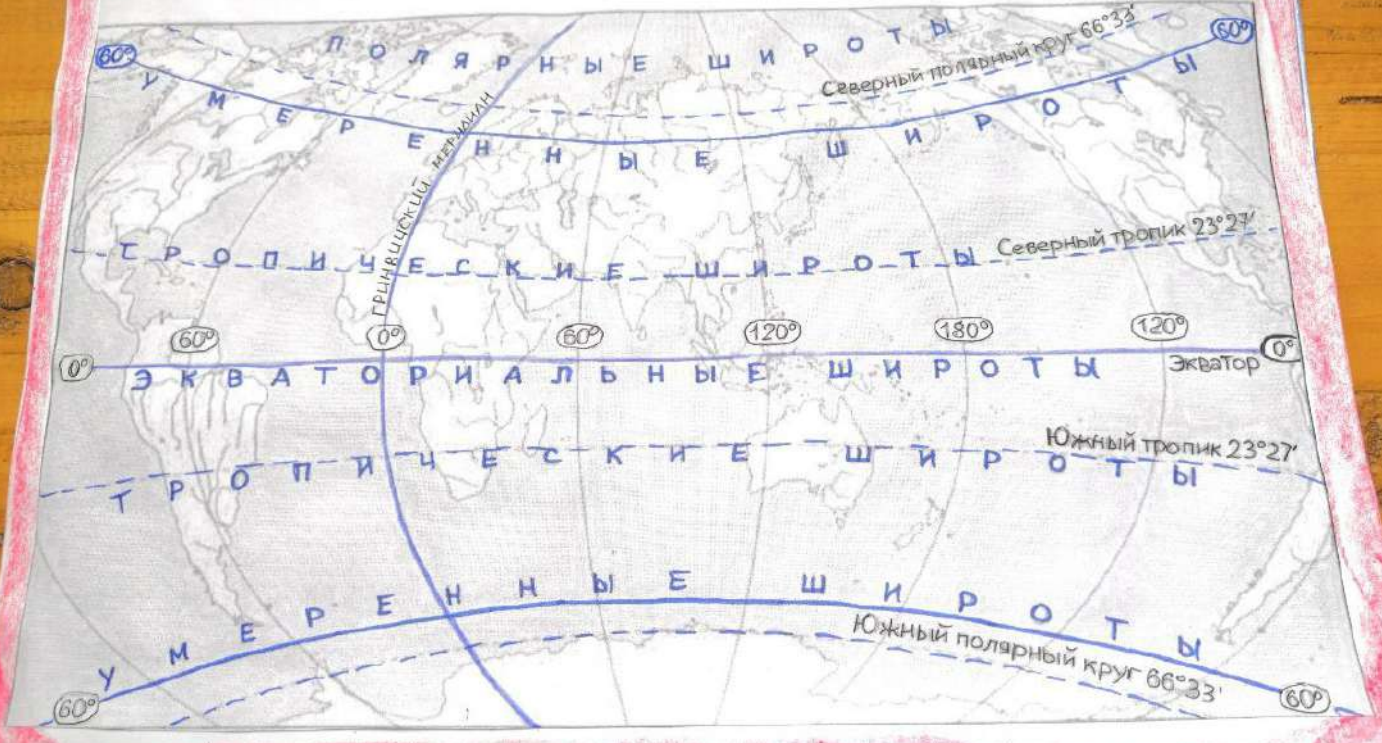 ПОЛЯРНЫЕ ШИРОТЫ
Северный полярный круг 66°33'
60°
60°
УМЕРЕННЫЕ ШИРОТЫ
ГРИНВИЧСКИЙ МЕРИДИАН
Северный тропик 23°27'
ТРОПИЧЕСКИЕ ШИРОТЫ
60°
0°
60°
120°
180°
120°
0°
0°
Экватор
ЭКВАТОРИАЛЬНЫЕ ШИРОТЫ
Южный тропик 23°27'
ТРОПИЧЕСКИЕ ШИРОТЫ
УМЕРЕННЫЕ ШИРОТЫ
Южный полярный круг 66°33'
60°
60°